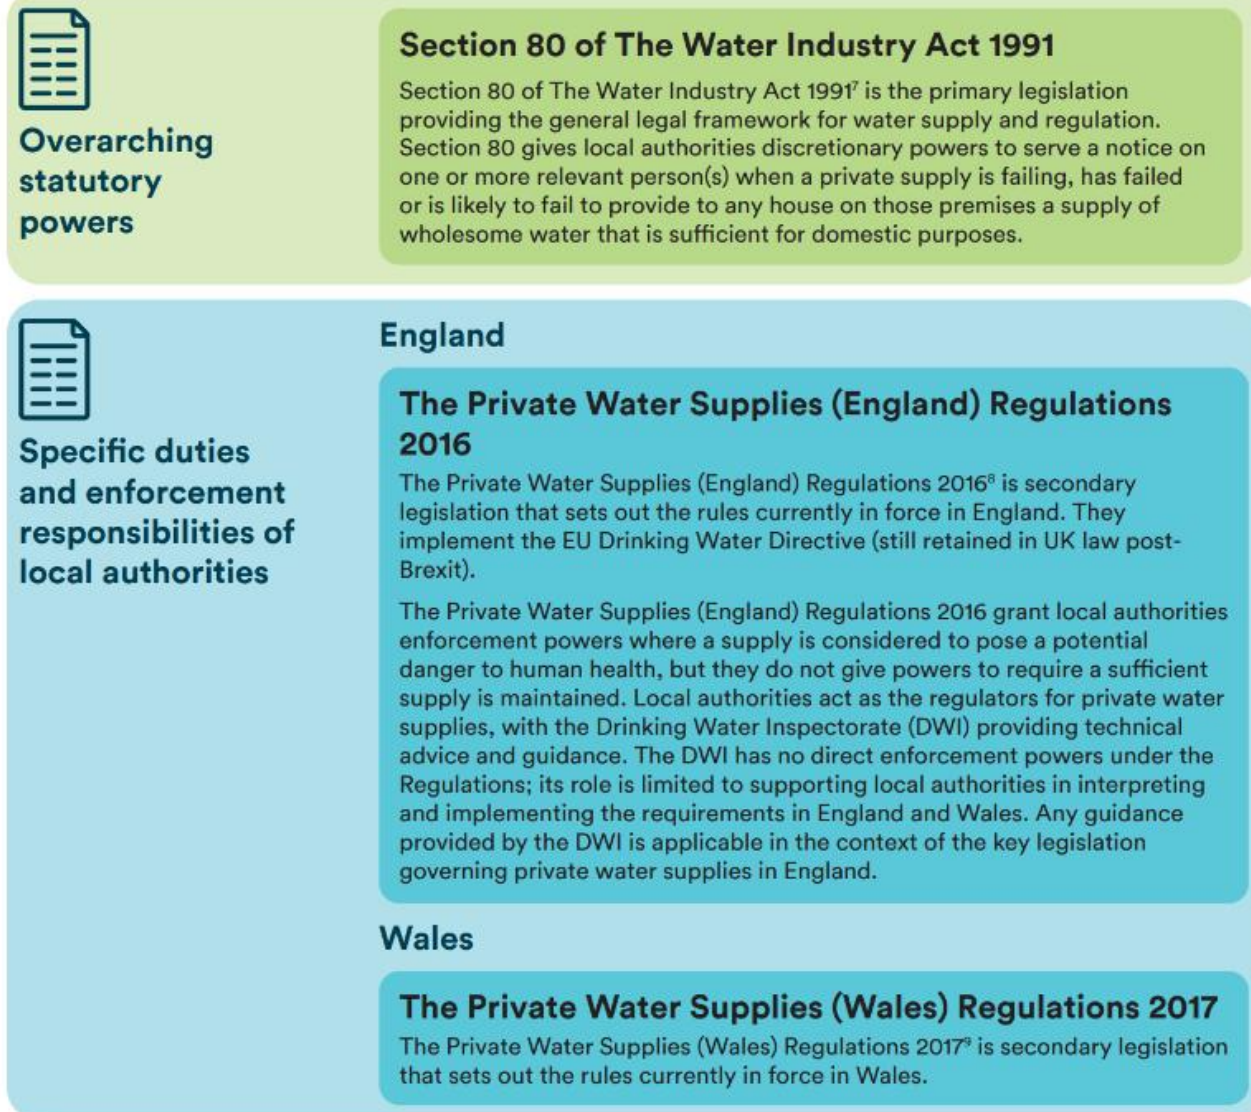 Overarching
statutory
powers
Section 80 of The Water Industry Act 1991
Section 80 of The Water Industry Act 1991⁷ is the primary legislation
providing the general legal framework for water supply and regulation.
Section 80 gives local authorities discretionary powers to serve a notice on
one or more relevant person(s) when a private supply is failing, has failed
or is likely to fail to provide to any house on those premises a supply of
wholesome water that is sufficient for domestic purposes.
Specific duties
and enforcement
responsibilities of
local authorities
England
The Private Water Supplies (England) Regulations
2016
The Private Water Supplies (England) Regulations 2016⁸ is secondary
legislation that sets out the rules currently in force in England. They
implement the EU Drinking Water Directive (still retained in UK law post-
Brexit).
The Private Water Supplies (England) Regulations 2016 grant local authorities
enforcement powers where a supply is considered to pose a potential
danger to human health, but they do not give powers to require a sufficient
supply is maintained. Local authorities act as the regulators for private water
supplies, with the Drinking Water Inspectorate (DWI) providing technical
advice and guidance. The DWI has no direct enforcement powers under the
Regulations; its role is limited to supporting local authorities in interpreting
and implementing the requirements in England and Wales. Any guidance
provided by the DWI is applicable in the context of the key legislation
governing private water supplies in England.
Wales
The Private Water Supplies (Wales) Regulations 2017
The Private Water Supplies (Wales) Regulations 2017⁹ is secondary legislation
that sets out the rules currently in force in Wales.